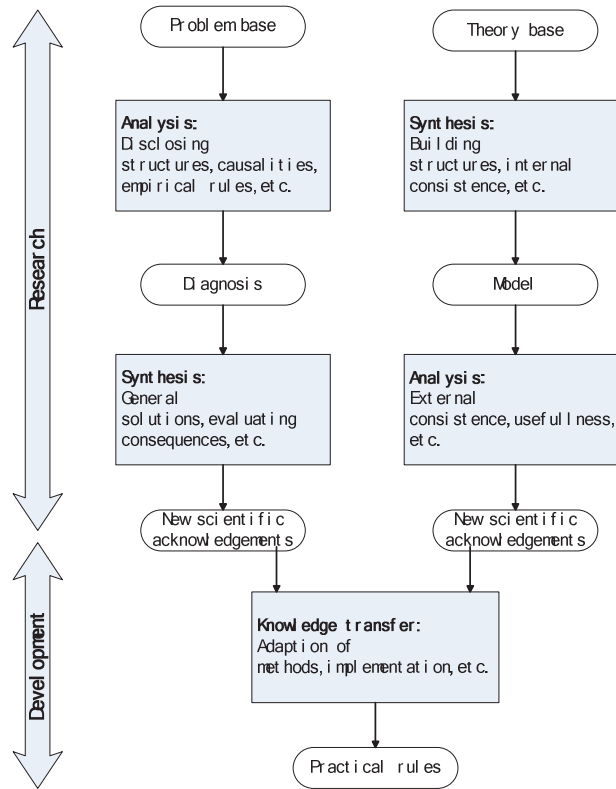 Problem base
Theory base
Analysis:
Disclosing
structures, causalities,
empirical rules, etc.
Synthesis:
Building
structures, internal
consistence, etc.
Research
Diagnosis
Model
Synthesis:
General
solutions, evaluating
consequences, etc.
Analysis:
External
consistence, usefullness,
etc.
New scientific
acknowledgements
New scientific
acknowledgements
Development
Knowledge transfer:
Adaption of
methods, implementation, etc.
Practical rules